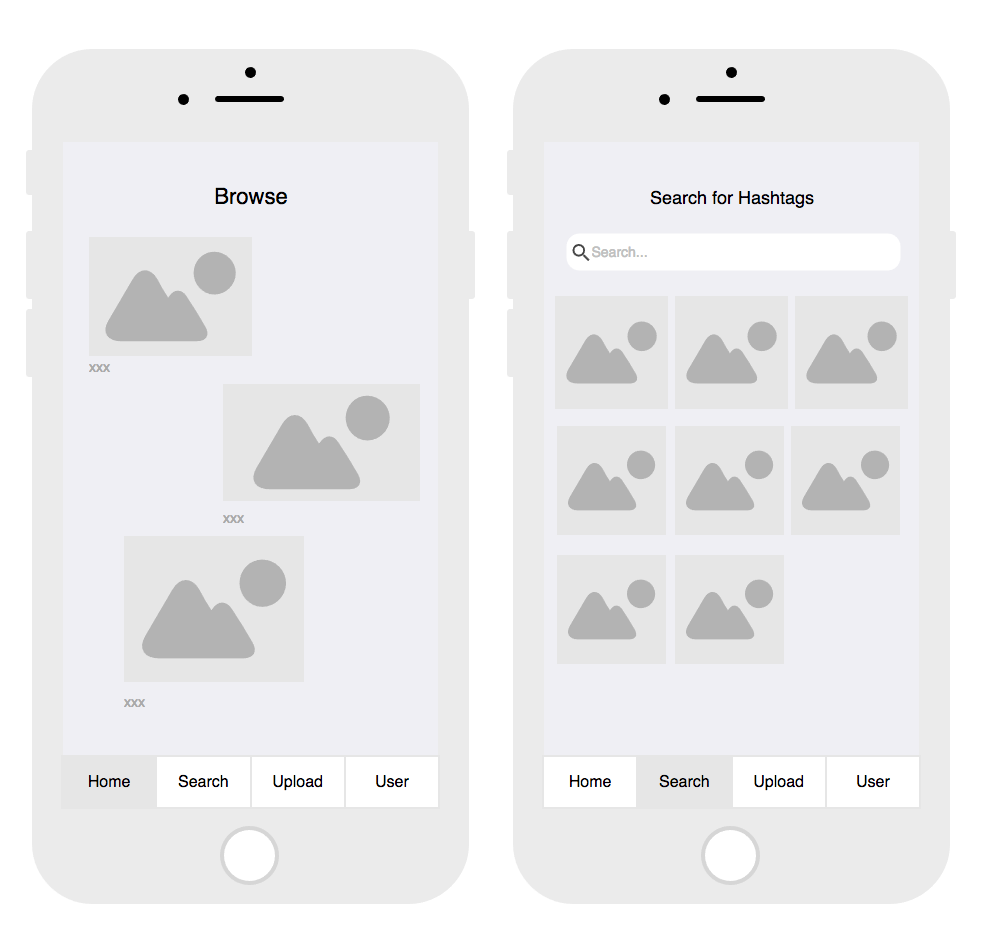 Browse
xxx
xxx
xxx
Home Search Upload User
Search for Hashtags
Search...
Home Search Upload User